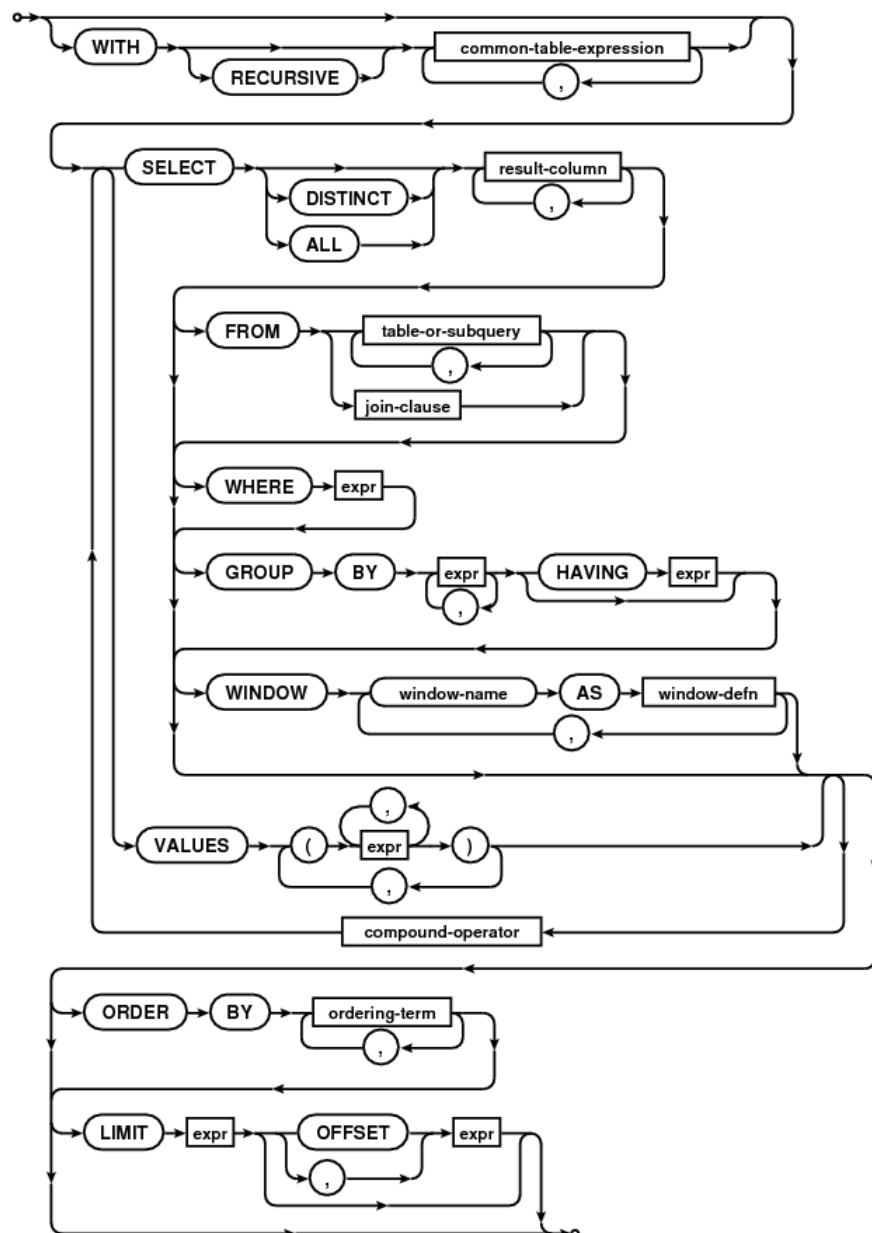 WITH RECURSIVE common-table-expression
,
SELECT DISTINCT ALL result-column
,
FROM table-or-subquery
,
join-clause
WHERE expr
GROUP BY expr HAVING expr
,
WINDOW window-name AS window-defn
,
,
VALUES ( expr )
,
compound-operator
ORDER BY ordering-term
,
LIMIT expr OFFSET expr
,